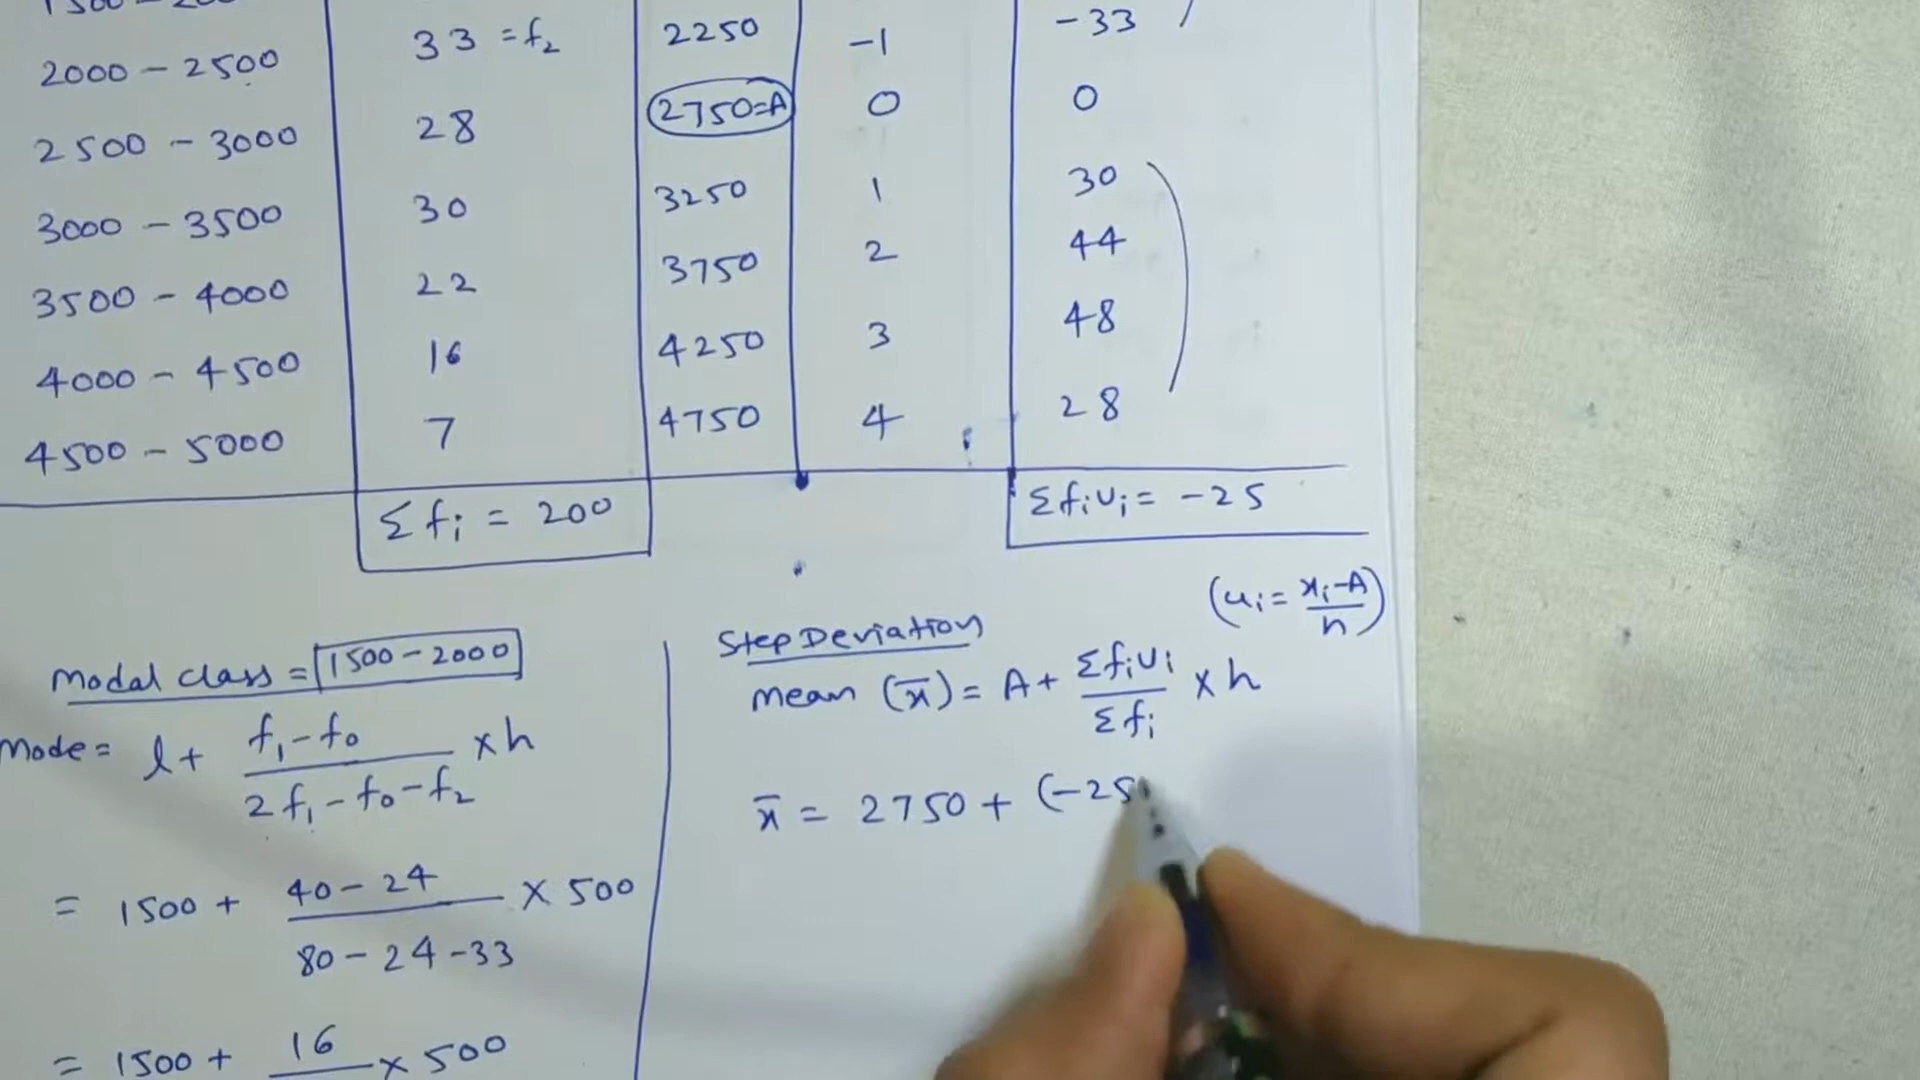 2000 - 2500 33 = f₂ 2250 -1 -33
2500 - 3000 28 2750=A 0 0
3000 - 3500 30 3250 1 30
3500 - 4000 22 3750 2 44
4000 - 4500 16 4250 3 48
4500 - 5000 7 4750 4 28
Σfᵢ = 200 Σfᵢuᵢ = -25
(uᵢ = xᵢ-A / h)
Modal class = 1500-2000
Mode = l + f₁-f₀ / 2f₁-f₀-f₂ × h
= 1500 + 40-24 / 80-24-33 × 500
= 1500 + 16 × 500
Step Deviation
mean (x̄) = A + Σfᵢuᵢ / Σfᵢ × h
x̄ = 2750 + (-25